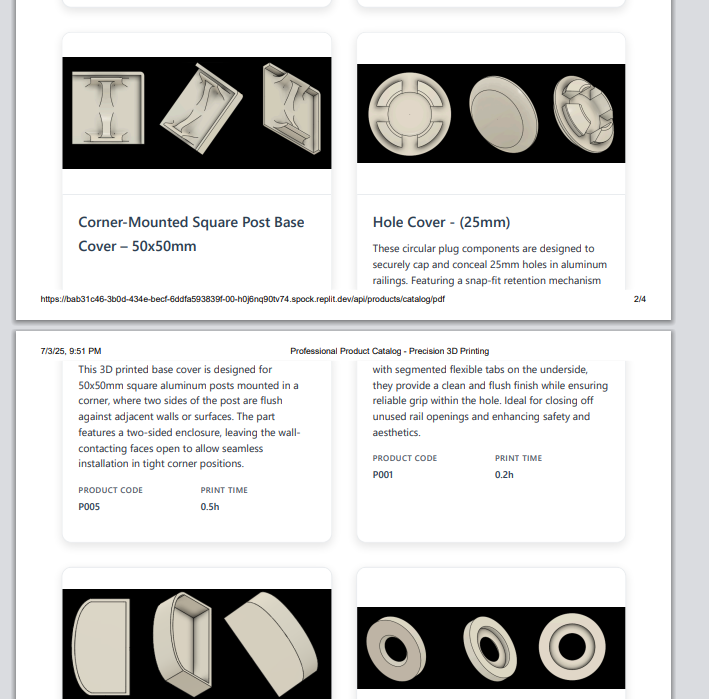 Corner-Mounted Square Post Base
Cover – 50x50mm
Hole Cover - (25mm)
These circular plug components are designed to
securely cap and conceal 25mm holes in aluminum
railings. Featuring a snap-fit retention mechanism
https://bab31c46-3b0d-434e-becf-6ddfa593839f-00-h0j6nq90tv74.spock.replit.dev/api/products/catalog/pdf
2/4
7/3/25, 9:51 PM
Professional Product Catalog - Precision 3D Printing
This 3D printed base cover is designed for
50x50mm square aluminum posts mounted in a
corner, where two sides of the post are flush
against adjacent walls or surfaces. The part
features a two-sided enclosure, leaving the wall-
contacting faces open to allow seamless
installation in tight corner positions.
PRODUCT CODE
PRINT TIME
P005
0.5h
with segmented flexible tabs on the underside,
they provide a clean and flush finish while ensuring
reliable grip within the hole. Ideal for closing off
unused rail openings and enhancing safety and
aesthetics.
PRODUCT CODE
PRINT TIME
P001
0.2h